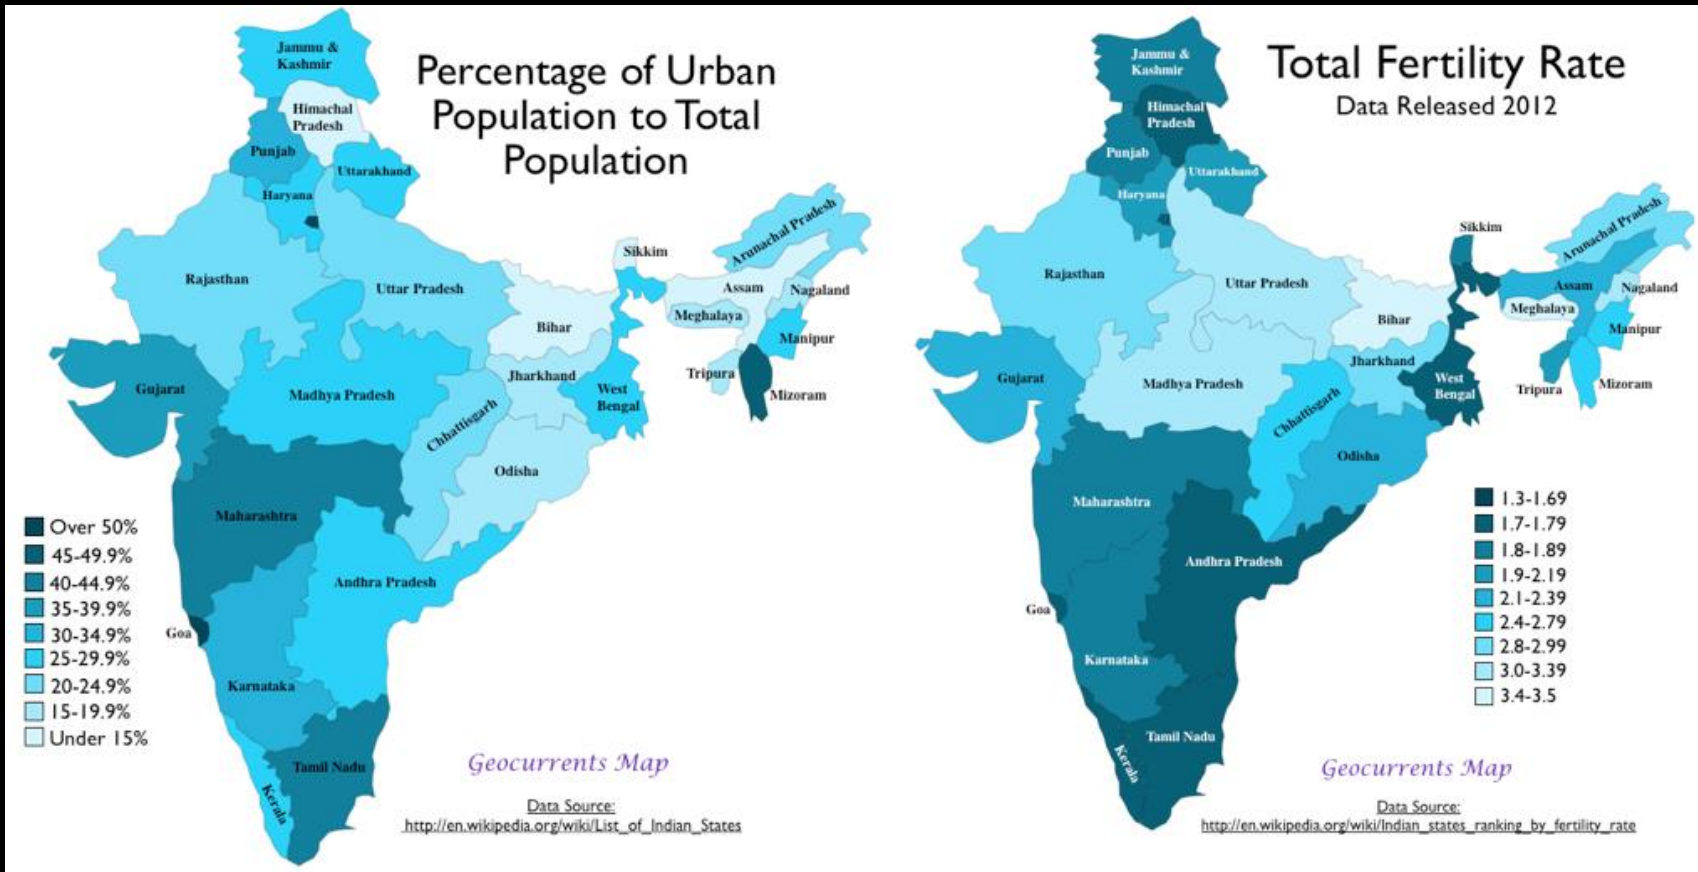 Percentage of Urban
Population to Total
Population
Jammu &
Kashmir
Himachal
Pradesh
Punjab
Uttarakhand
Haryana
Arunachal Pradesh
Sikkim
Rajasthan
Uttar Pradesh
Assam
Nagaland
Meghalaya
Bihar
Manipur
Tripura
Jharkhand
Gujarat
Madhya Pradesh
West
Bengal
Mizoram
Chhattisgarh
Odisha
Maharashtra
Andhra Pradesh
Goa
Karnataka
Tamil Nadu
Kerala
Over 50%
45-49.9%
40-44.9%
35-39.9%
30-34.9%
25-29.9%
20-24.9%
15-19.9%
Under 15%
Geocurrents Map
Data Source:
http://en.wikipedia.org/wiki/List_of_Indian_States
Total Fertility Rate
Data Released 2012
Jammu &
Kashmir
Himachal
Pradesh
Punjab
Uttarakhand
Haryana
Arunachal Pradesh
Sikkim
Rajasthan
Uttar Pradesh
Assam
Nagaland
Meghalaya
Bihar
Manipur
Jharkhand
Gujarat
Madhya Pradesh
West
Bengal
Tripura
Mizoram
Chhattisgarh
Odisha
Maharashtra
Andhra Pradesh
Goa
Karnataka
Tamil Nadu
Kerala
1.3-1.69
1.7-1.79
1.8-1.89
1.9-2.19
2.1-2.39
2.4-2.79
2.8-2.99
3.0-3.39
3.4-3.5
Geocurrents Map
Data Source:
http://en.wikipedia.org/wiki/Indian_states_ranking_by_fertility_rate